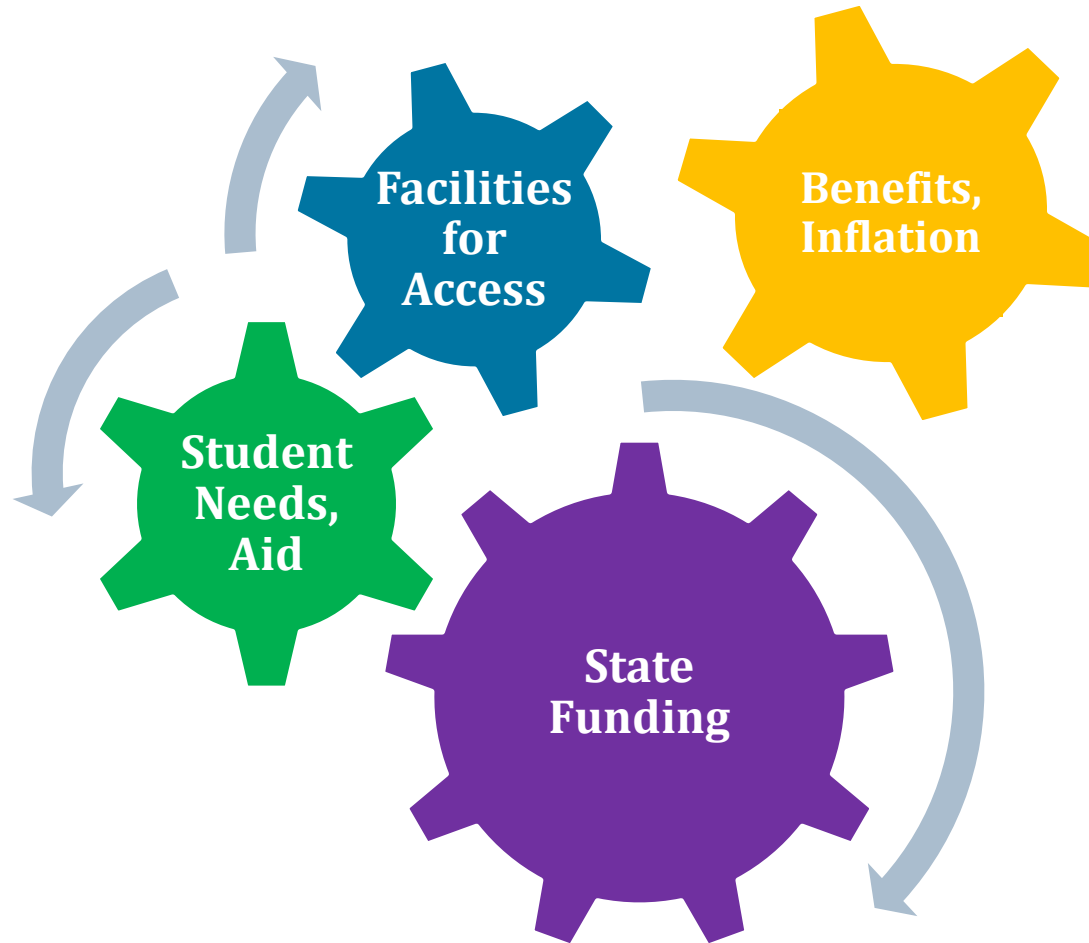 Facilities
for
Access
Benefits,
Inflation
Student
Needs,
Aid
State
Funding